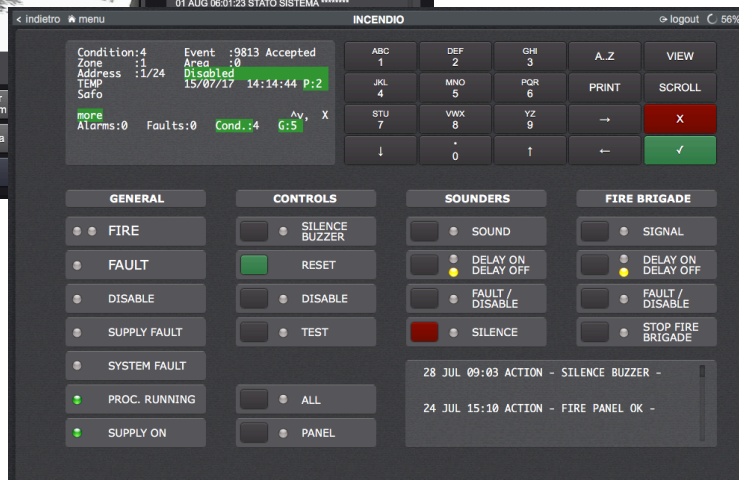 01 AUG 06:01:23 STATO SISTEMA ********
< indietro menu INCENDIO logout 56%
Condition:4 Event :9813 Accepted
Zone :1 Area :0
Address :1/24 Disabled
TEMP 15/07/17 14:14:44 P:2
Safo
more ^v, X
Alarms:0 Faults:0 Cond.:4 G:5
ABC DEF GHI
1 2 3 A..Z VIEW
JKL MNO PQR
4 5 6 PRINT SCROLL
STU VWX YZ
7 8 9 → X
↓ . 0 ↑ ← ✓
GENERAL CONTROLS SOUNDERS FIRE BRIGADE
FIRE
FAULT
DISABLE
SUPPLY FAULT
SYSTEM FAULT
PROC. RUNNING
SUPPLY ON
SILENCE
BUZZER
RESET
DISABLE
TEST
ALL
PANEL
SOUND
DELAY ON
DELAY OFF
FAULT /
DISABLE
SILENCE
SIGNAL
DELAY ON
DELAY OFF
FAULT /
DISABLE
STOP FIRE
BRIGADE
28 JUL 09:03 ACTION - SILENCE BUZZER -
24 JUL 15:10 ACTION - FIRE PANEL OK -